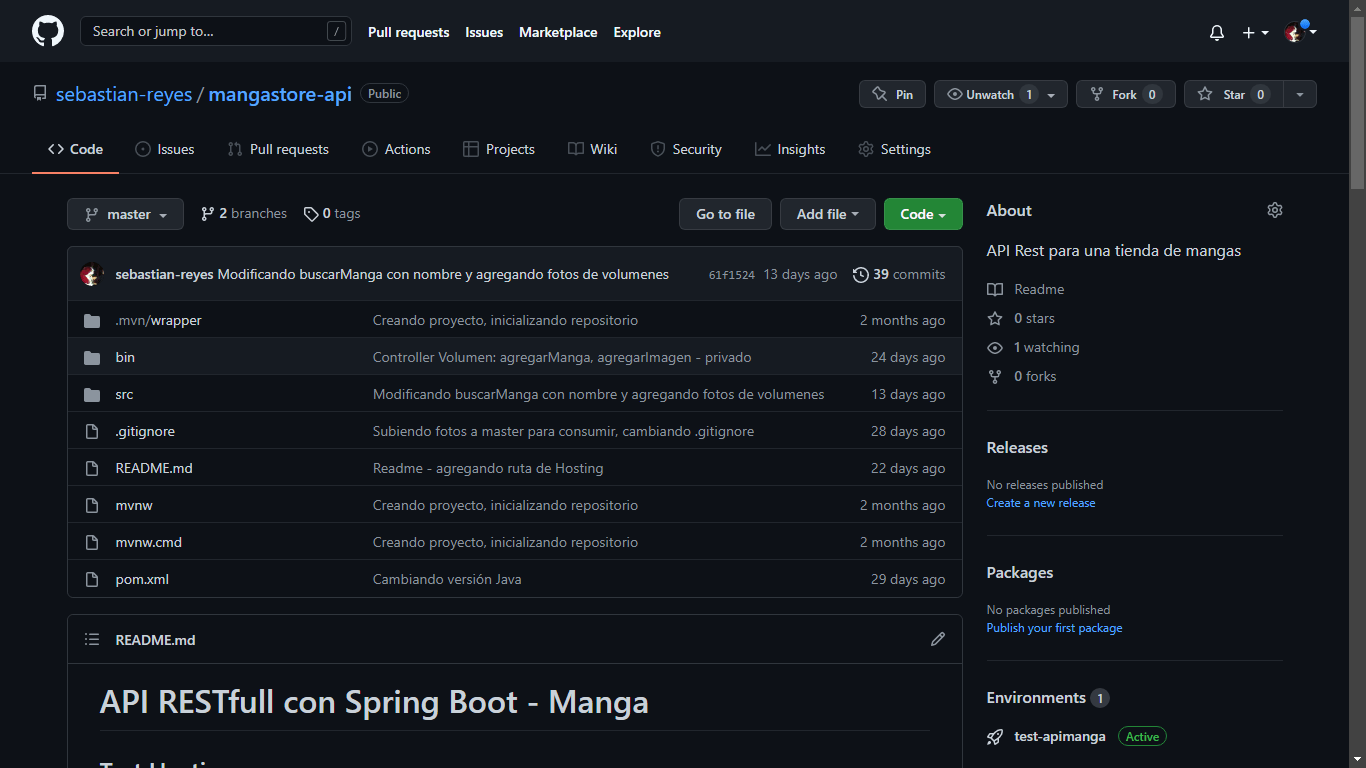 Search or jump to... / Pull requests Issues Marketplace Explore
sebastian-reyes / mangastore-api Public Pin Unwatch 1 Fork 0 Star 0
Code Issues Pull requests Actions Projects Wiki Security Insights Settings
master 2 branches 0 tags Go to file Add file Code
sebastian-reyes Modificando buscarManga con nombre y agregando fotos de volumenes 61f1524 13 days ago 39 commits
.mvn/wrapper Creando proyecto, inicializando repositorio 2 months ago
bin Controller Volumen: agregarManga, agregarImagen - privado 24 days ago
src Modificando buscarManga con nombre y agregando fotos de volumenes 13 days ago
.gitignore Subiendo fotos a master para consumir, cambiando .gitignore 28 days ago
README.md Readme - agregando ruta de Hosting 22 days ago
mvnw Creando proyecto, inicializando repositorio 2 months ago
mvnw.cmd Creando proyecto, inicializando repositorio 2 months ago
pom.xml Cambiando versión Java 29 days ago
README.md
API RESTfull con Spring Boot - Manga
About
API Rest para una tienda de mangas
Readme
0 stars
1 watching
0 forks
Releases
No releases published
Create a new release
Packages
No packages published
Publish your first package
Environments 1
test-apimanga Active